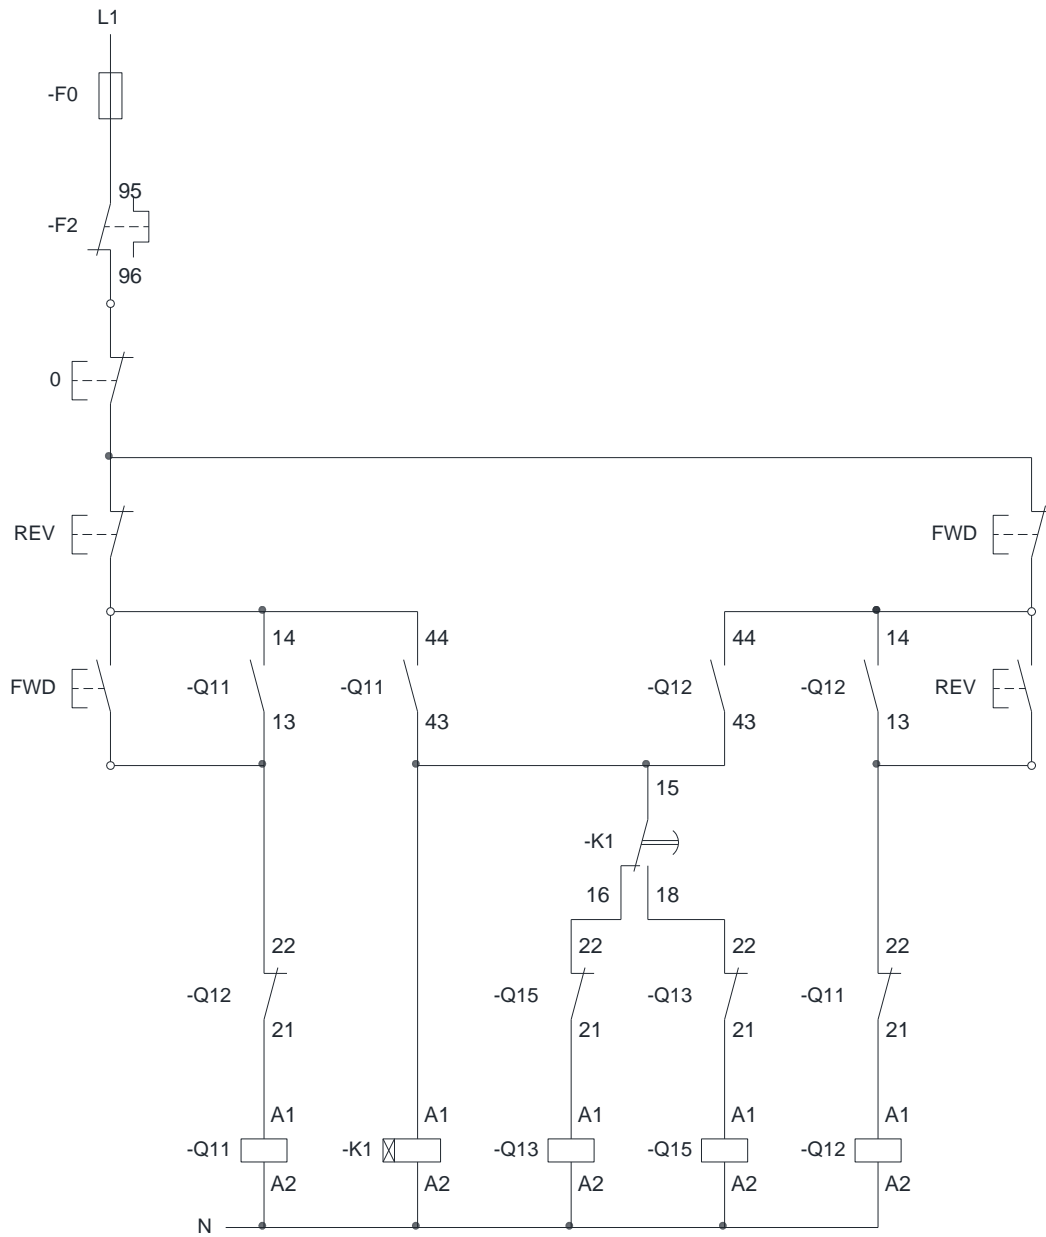 L1
-F0
95
-F2
96
0
REV FWD
14 44 44 14
FWD -Q11 -Q11 -Q12 -Q12 REV
13 43 43 13
15
-K1
16 18
22 22 22 22
-Q12 -Q15 -Q13 -Q11
21 21 21 21
A1 A1 A1 A1 A1
-Q11 -K1 -Q13 -Q15 -Q12
A2 A2 A2 A2 A2
N